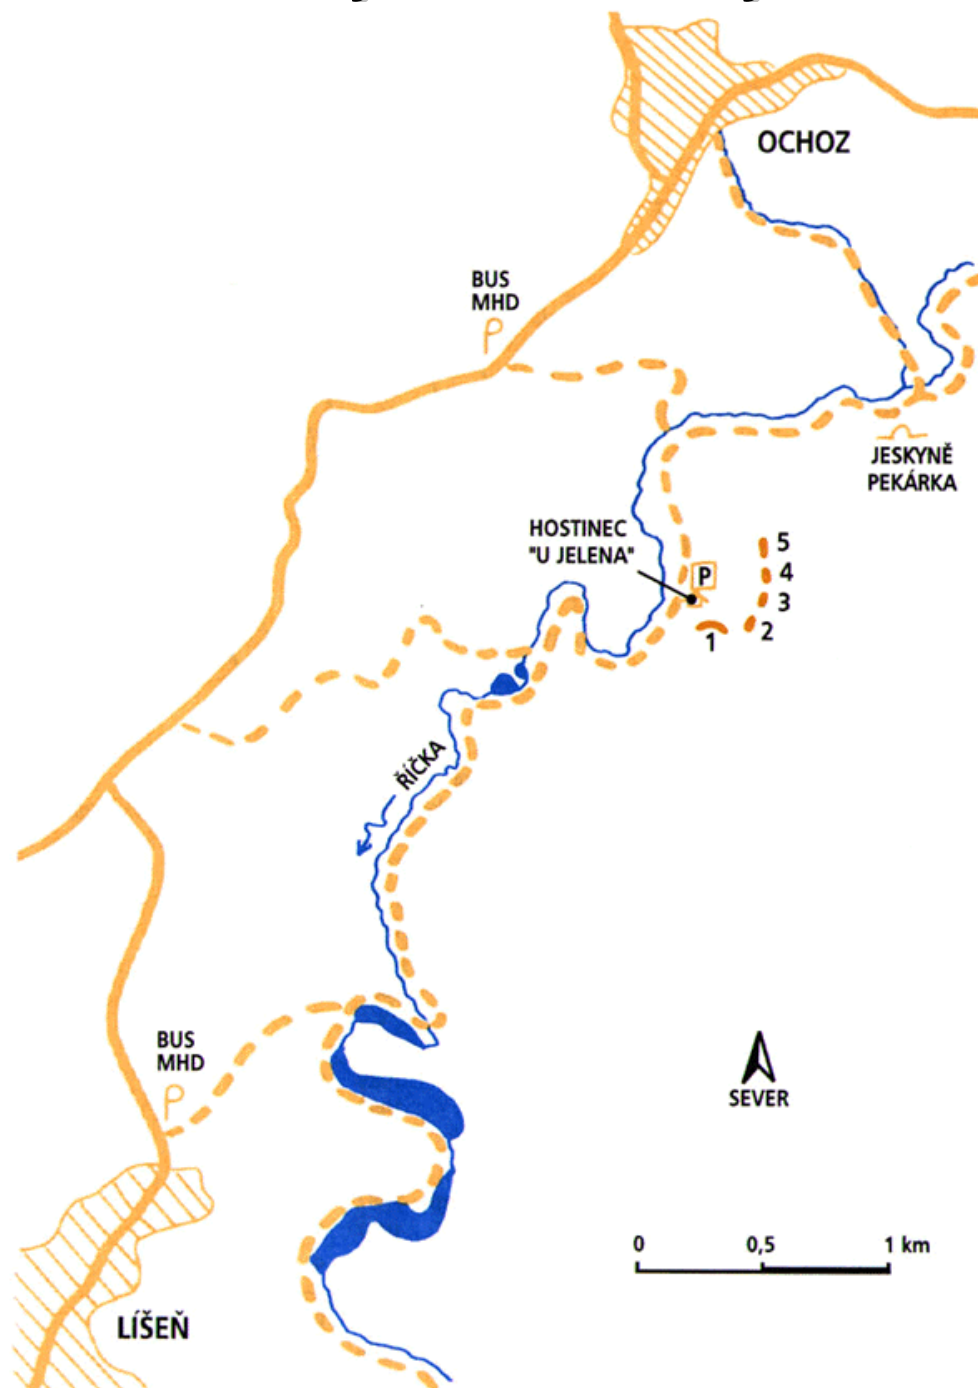 OCHOZ
BUS
MHD
JESKYNĚ
PEKÁRKA
HOSTINEC
"U JELENA"
P
5
4
3
2
1
ŘÍČKA
BUS
MHD
SEVER
0 0,5 1 km
LÍŠEŇ